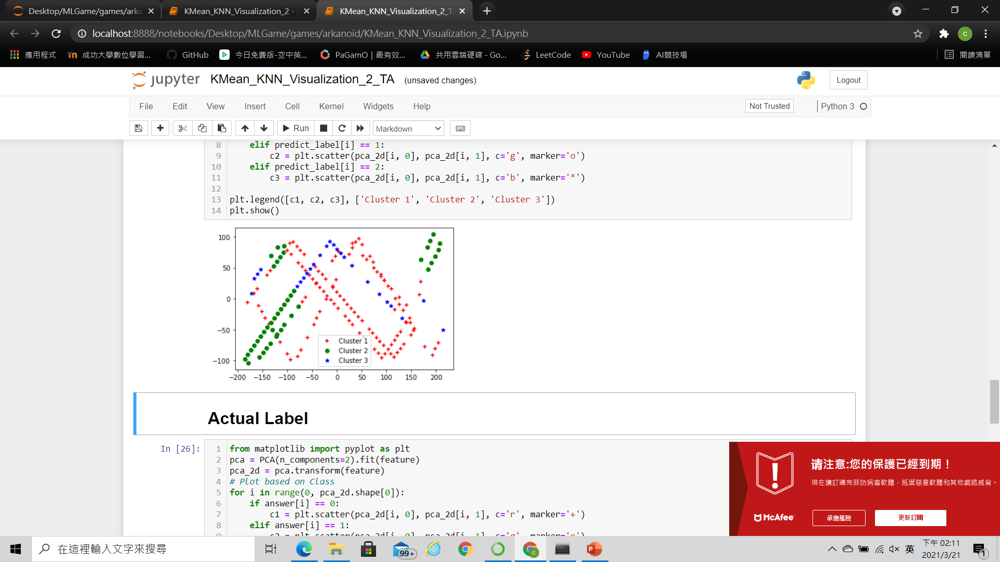 Desktop/MLGame/games/arka
KMean_KNN_Visualization_2 - J
KMean_KNN_Visualization_2_TA
localhost:8888/notebooks/Desktop/MLGame/games/arkanoid/KMean_KNN_Visualization_2_TA.ipynb
c
應用程式
成功大學數位學習...
GitHub
今日免費版-空中英...
PaGamO | 最有效...
共用雲端硬碟 - Go...
LeetCode
YouTube
AI競技場
閱讀清單
jupyter KMean_KNN_Visualization_2_TA (unsaved changes)
Logout
File Edit View Insert Cell Kernel Widgets Help
Not Trusted
Python 3
Run
Markdown
8 elif predict_label[i] == 1:
9 c2 = plt.scatter(pca_2d[i, 0], pca_2d[i, 1], c='g', marker='o')
10 elif predict_label[i] == 2:
11 c3 = plt.scatter(pca_2d[i, 0], pca_2d[i, 1], c='b', marker='*')
12
13 plt.legend([c1, c2, c3], ['Cluster 1', 'Cluster 2', 'Cluster 3'])
14 plt.show()
100
50
0
−50
−100
−200 −150 −100 −50 0 50 100 150 200
Cluster 1
Cluster 2
Cluster 3
Actual Label
In [26]:
1 from matplotlib import pyplot as plt
2 pca = PCA(n_components=2).fit(feature)
3 pca_2d = pca.transform(feature)
4 # Plot based on Class
5 for i in range(0, pca_2d.shape[0]):
6 if answer[i] == 0:
7 c1 = plt.scatter(pca_2d[i, 0], pca_2d[i, 1], c='r', marker='+')
8 elif answer[i] == 1:
9 c2 = plt.scatter(pca_2d[i, 0], pca_2d[i, 1], c='g', marker='o')
请注意:您的保護已經到期！
現在續訂邁克菲防病毒軟體，抵禦惡意軟體和其他網路威脅。
McAfee
承擔風險
更新訂閱
在這裡輸入文字來搜尋
99+
C
P
英
下午 02:11
2021/3/21
1